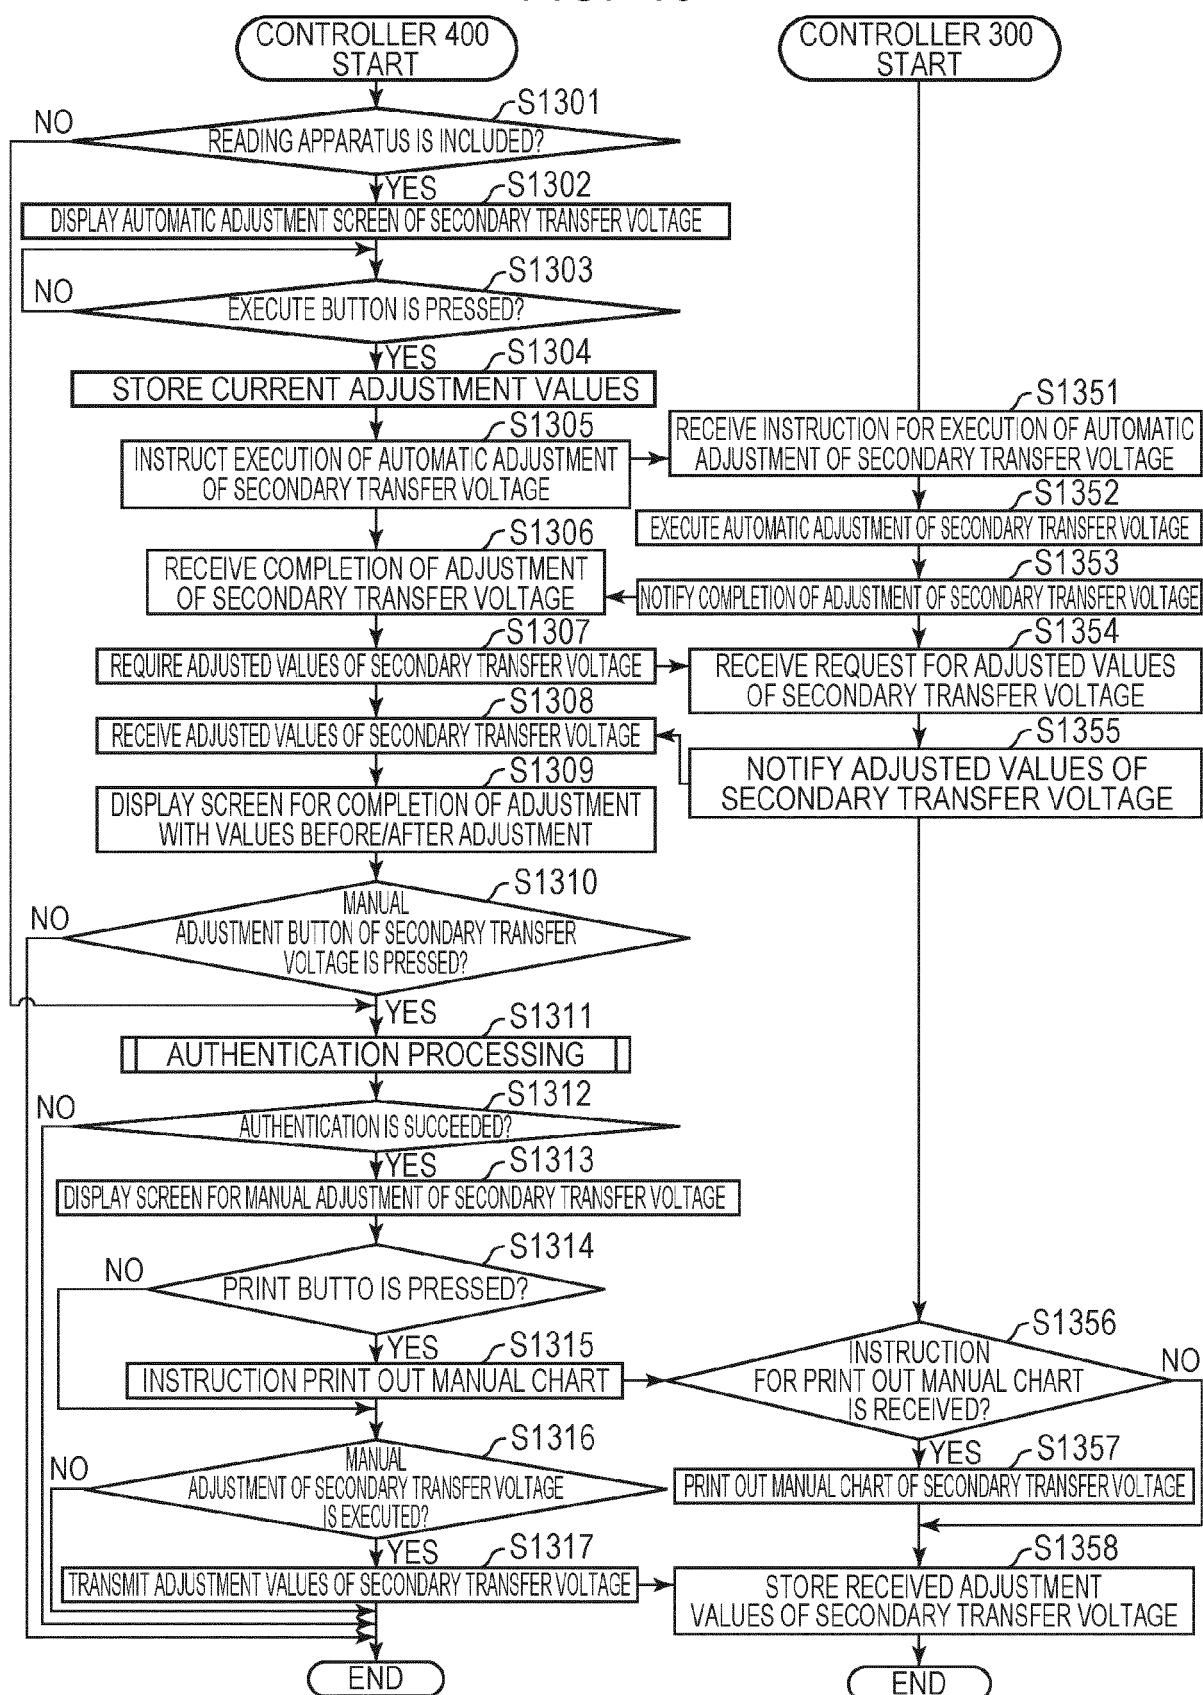 CONTROLLER 400
START
CONTROLLER 300
START
S1301
NO
READING APPARATUS IS INCLUDED?
YES
S1302
DISPLAY AUTOMATIC ADJUSTMENT SCREEN OF SECONDARY TRANSFER VOLTAGE
S1303
NO
EXECUTE BUTTON IS PRESSED?
YES
S1304
STORE CURRENT ADJUSTMENT VALUES
S1305
INSTRUCT EXECUTION OF AUTOMATIC ADJUSTMENT
OF SECONDARY TRANSFER VOLTAGE
S1351
RECEIVE INSTRUCTION FOR EXECUTION OF AUTOMATIC
ADJUSTMENT OF SECONDARY TRANSFER VOLTAGE
S1352
EXECUTE AUTOMATIC ADJUSTMENT OF SECONDARY TRANSFER VOLTAGE
S1306
RECEIVE COMPLETION OF ADJUSTMENT
OF SECONDARY TRANSFER VOLTAGE
S1353
NOTIFY COMPLETION OF ADJUSTMENT OF SECONDARY TRANSFER VOLTAGE
S1307
REQUIRE ADJUSTED VALUES OF SECONDARY TRANSFER VOLTAGE
S1354
RECEIVE REQUEST FOR ADJUSTED VALUES
OF SECONDARY TRANSFER VOLTAGE
S1308
RECEIVE ADJUSTED VALUES OF SECONDARY TRANSFER VOLTAGE
S1355
NOTIFY ADJUSTED VALUES OF
SECONDARY TRANSFER VOLTAGE
S1309
DISPLAY SCREEN FOR COMPLETION OF ADJUSTMENT
WITH VALUES BEFORE/AFTER ADJUSTMENT
S1310
NO
MANUAL
ADJUSTMENT BUTTON OF SECONDARY TRANSFER
VOLTAGE IS PRESSED?
YES
S1311
AUTHENTICATION PROCESSING
S1312
NO
AUTHENTICATION IS SUCCEEDED?
YES
S1313
DISPLAY SCREEN FOR MANUAL ADJUSTMENT OF SECONDARY TRANSFER VOLTAGE
S1314
NO
PRINT BUTTO IS PRESSED?
YES
S1315
INSTRUCTION PRINT OUT MANUAL CHART
S1356
INSTRUCTION
FOR PRINT OUT MANUAL CHART
IS RECEIVED?
NO
YES
S1316
NO
MANUAL
ADJUSTMENT OF SECONDARY TRANSFER VOLTAGE
IS EXECUTED?
YES
S1357
PRINT OUT MANUAL CHART OF SECONDARY TRANSFER VOLTAGE
S1317
TRANSMIT ADJUSTMENT VALUES OF SECONDARY TRANSFER VOLTAGE
S1358
STORE RECEIVED ADJUSTMENT
VALUES OF SECONDARY TRANSFER VOLTAGE
END
END